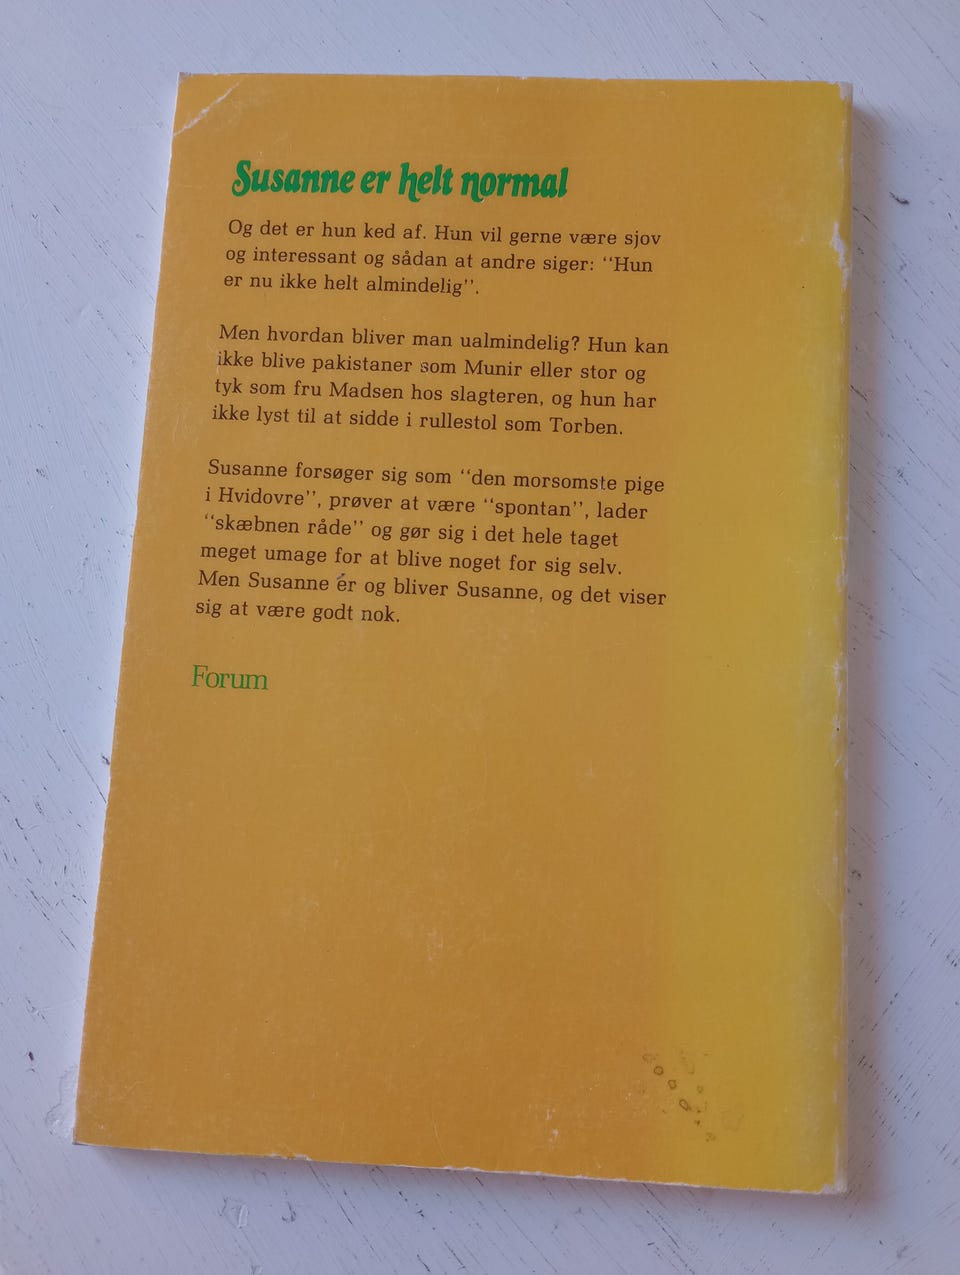 Susanne er helt normal
Og det er hun ked af. Hun vil gerne være sjov
og interessant og sådan at andre siger: "Hun
er nu ikke helt almindelig".
Men hvordan bliver man ualmindelig? Hun kan
ikke blive pakistaner som Munir eller stor og
tyk som fru Madsen hos slagteren, og hun har
ikke lyst til at sidde i rullestol som Torben.
Susanne forsøger sig som "den morsomste pige
i Hvidovre", prøver at være "spontan", lader
"skæbnen råde" og gør sig i det hele taget
meget umage for at blive noget for sig selv.
Men Susanne er og bliver Susanne, og det viser
sig at være godt nok.
Forum